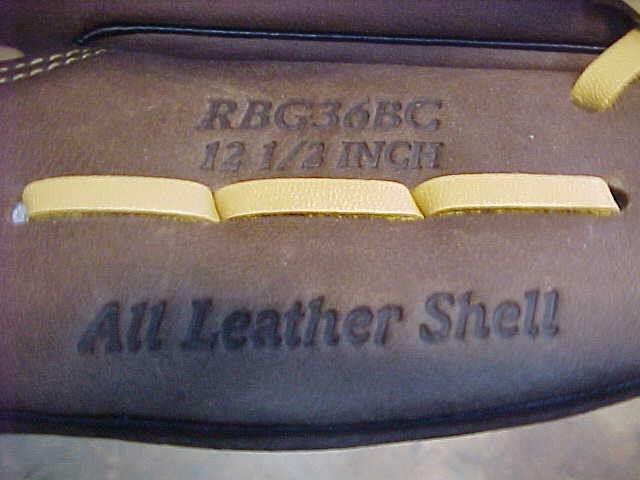 RBG36BC
12 1/2 INCH
All Leather Shell